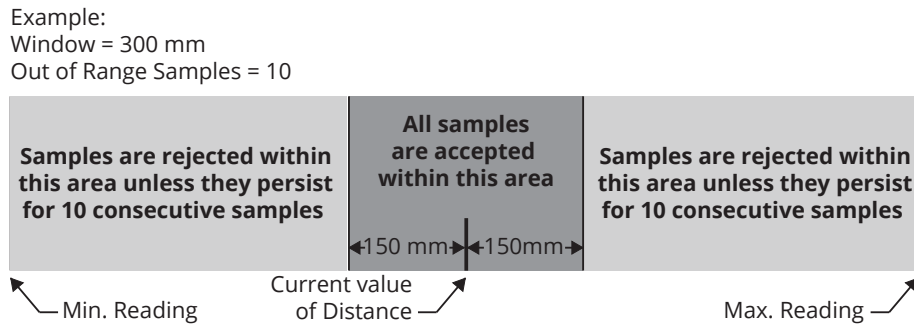 Example:
Window = 300 mm
Out of Range Samples = 10
Samples are rejected within
this area unless they persist
for 10 consecutive samples
All samples
are accepted
within this area
150 mm
150mm
Samples are rejected within
this area unless they persist
for 10 consecutive samples
Min. Reading
Current value
of Distance
Max. Reading